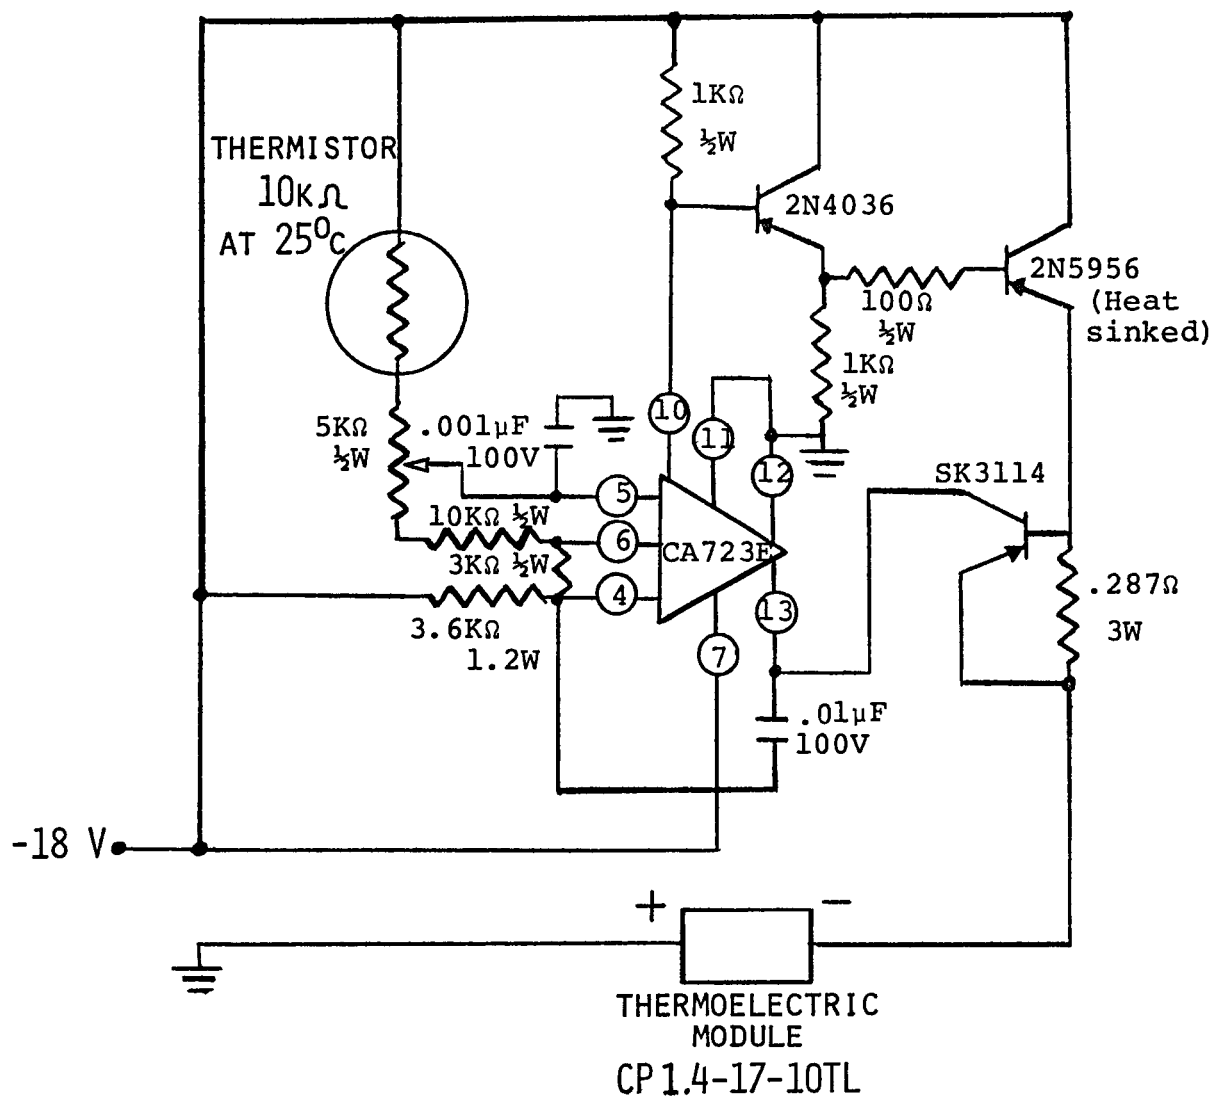 1KΩ
½W
THERMISTOR
10KΩ
AT 25⁰C
2N4036
2N5956
(Heat
sinked)
100Ω
½W
1KΩ
½W
5KΩ
½W
.001µF
100V
10
11
12
SK3114
5
10KΩ ½W
6
CA723E
3KΩ ½W
4
13
.287Ω
3W
3.6KΩ
1.2W
7
.01µF
100V
-18 V
+
−
THERMOELECTRIC
MODULE
CP1.4-17-10TL